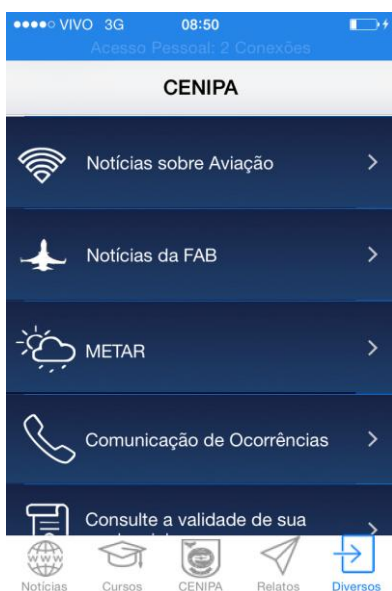 VIVO 3G 08:50
Acesso Pessoal: 2 Conexões
CENIPA
Notícias sobre Aviação
Notícias da FAB
METAR
Comunicação de Ocorrências
Consulte a validade de sua
www
Notícias Cursos CENIPA Relatos Diversos